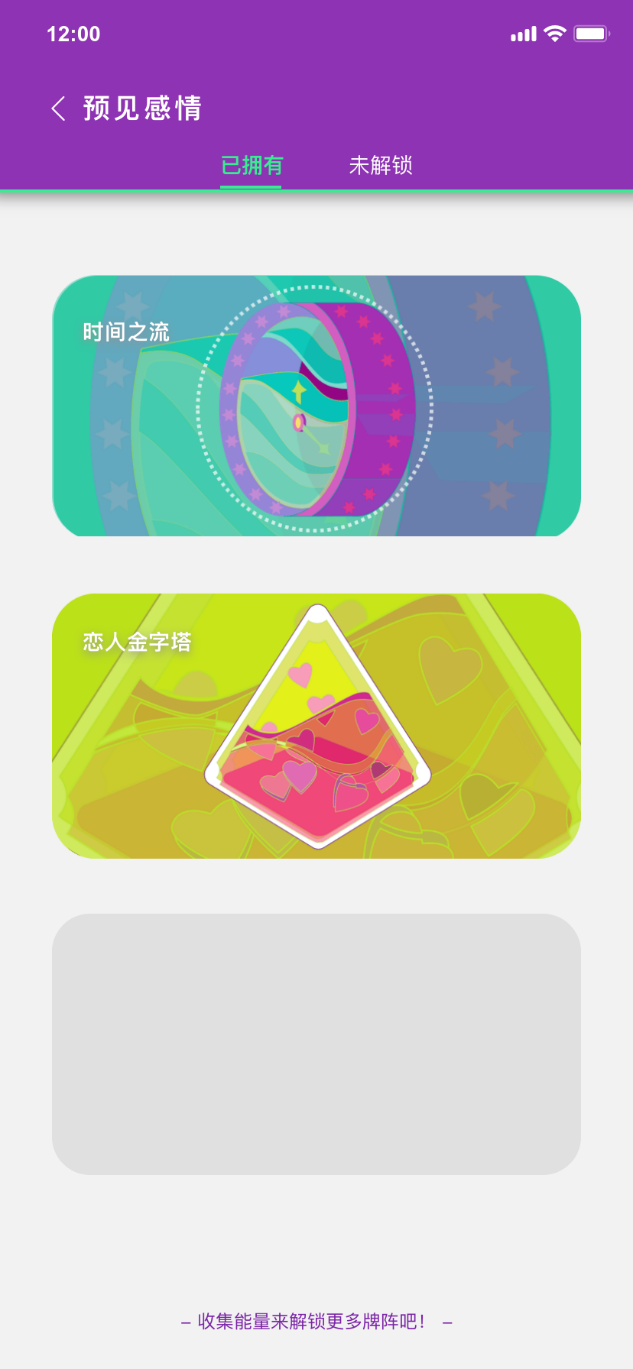 12:00
预见感情
已拥有 未解锁
时间之流
恋人金字塔
– 收集能量来解锁更多牌阵吧! –